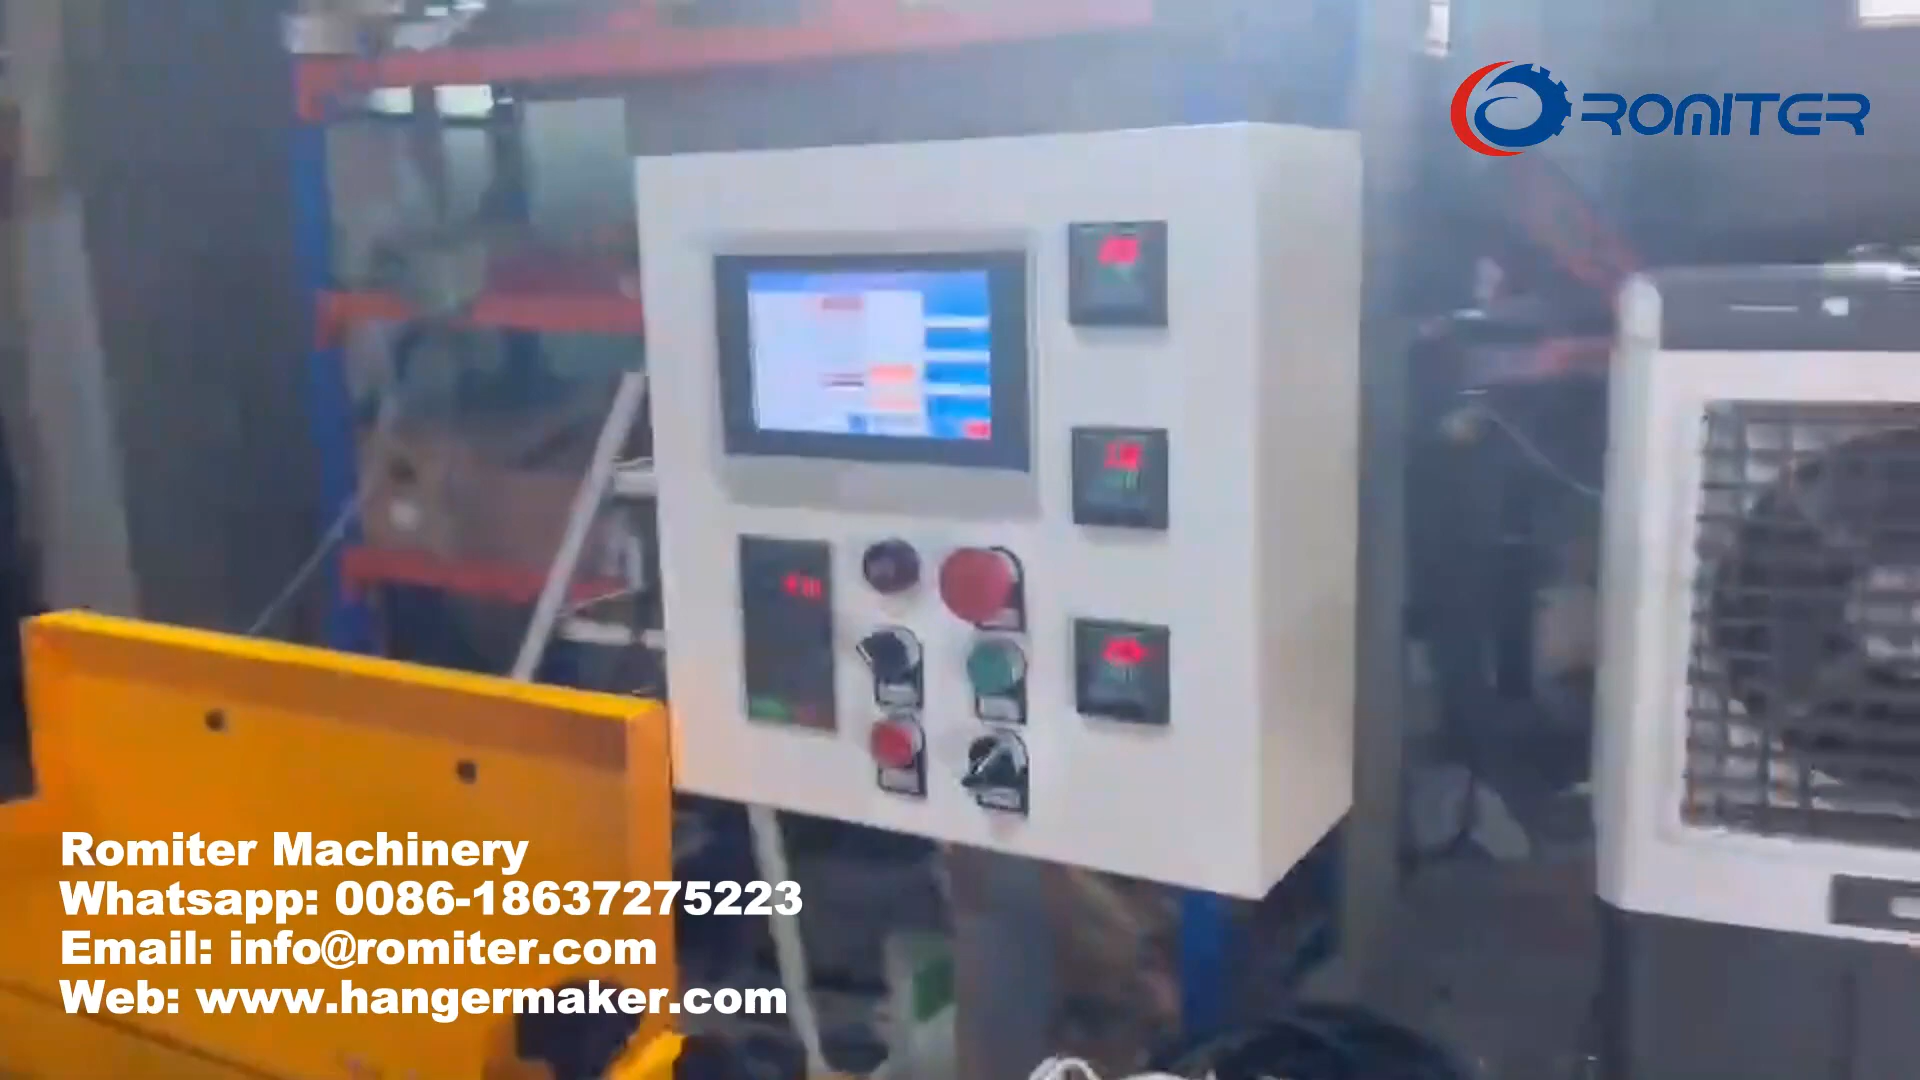 ROMITER
Romiter Machinery
Whatsapp: 0086-18637275223
Email: info@romiter.com
Web: www.hangermaker.com